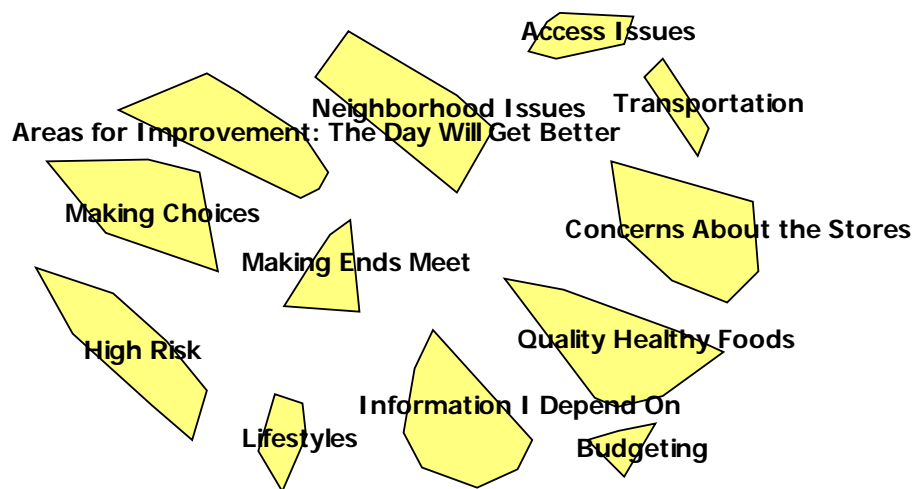 Access Issues
Neighborhood Issues
Transportation
Areas for Improvement: The Day Will Get Better
Making Choices
Concerns About the Stores
Making Ends Meet
Quality Healthy Foods
High Risk
Information I Depend On
Lifestyles
Budgeting